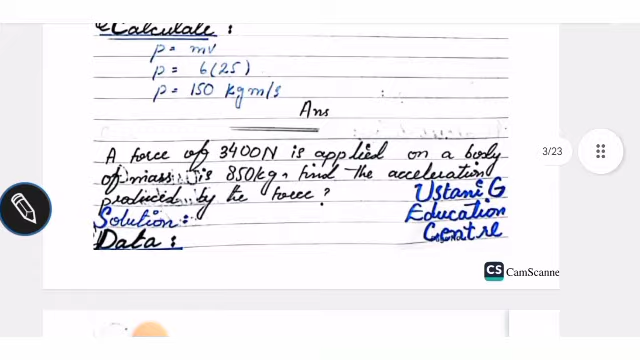 Calculate :
p = mv
p = 6(25)
p = 150 kgm/s
Ans
A force of 3400N is applied on a body
of mass is 850kg, find the acceleration
produced by the force?
Ustani G
Solution:
Education
Data:
Centre
3/23
CS CamScanne